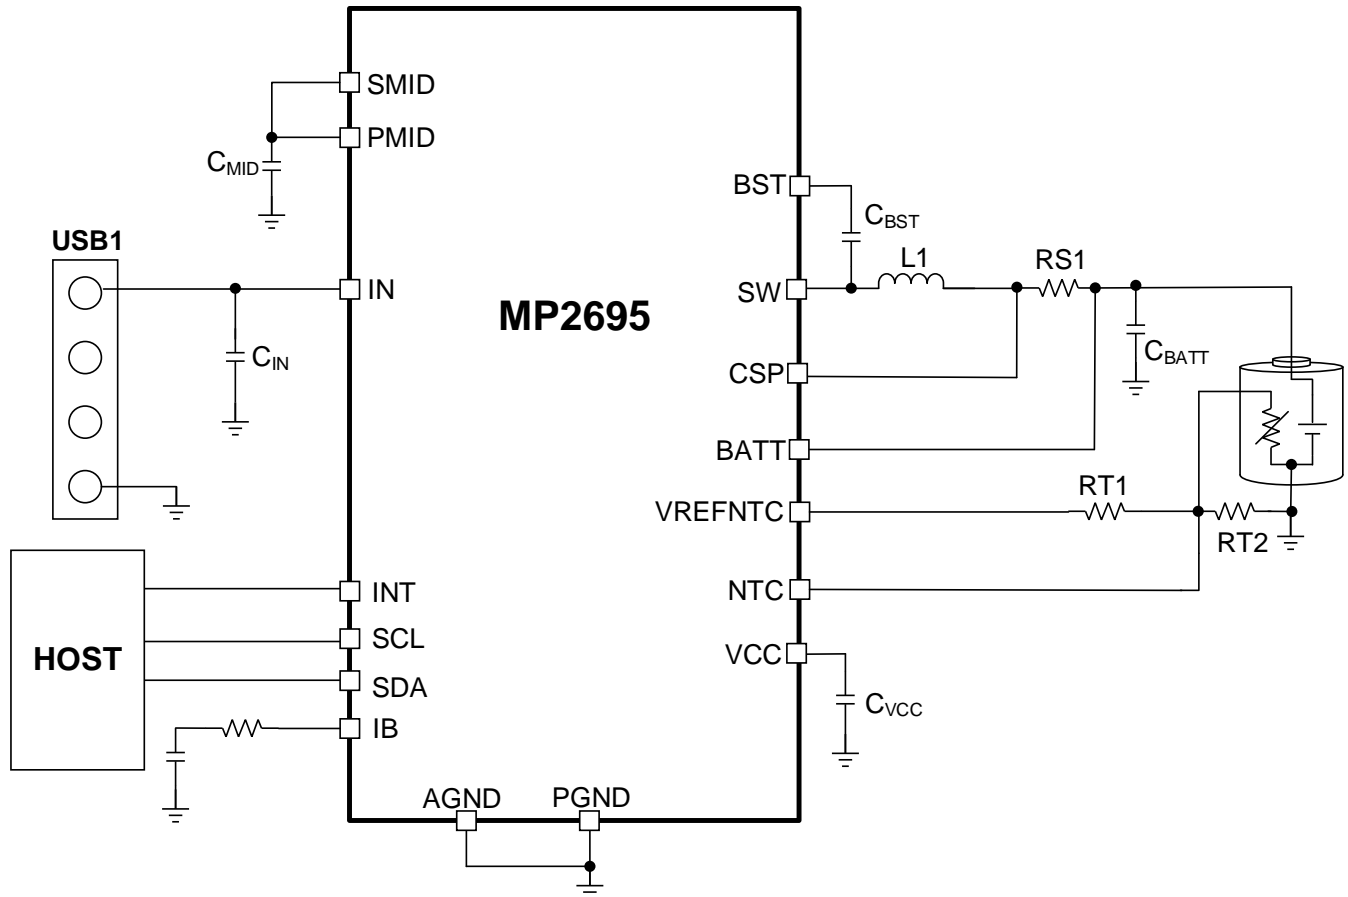 SMID
PMID
CMID
BST
CBST
USB1
L1
RS1
IN
SW
MP2695
CIN
CBATT
CSP
BATT
RT1
VREFNTC
RT2
INT
NTC
SCL
HOST
VCC
SDA
CVCC
IB
AGND
PGND